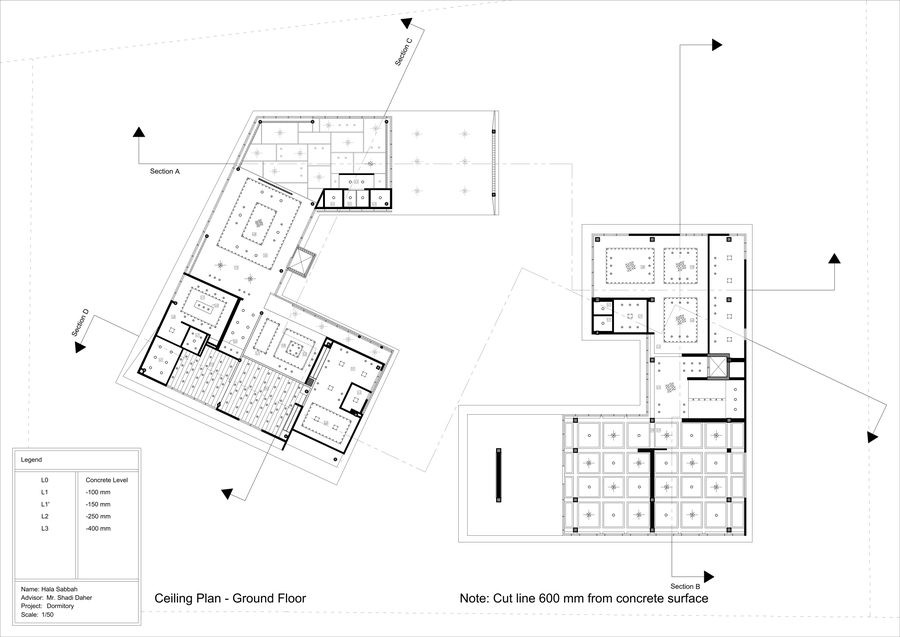 Section C
Section A
Section D
Legend
L0 Concrete Level
L1 -100 mm
L1' -150 mm
L2 -250 mm
L3 -400 mm
Name: Hala Sabbah
Advisor: Mr. Shadi Daher
Project: Dormitory
Scale: 1/50
Ceiling Plan - Ground Floor
Section B
Note: Cut line 600 mm from concrete surface